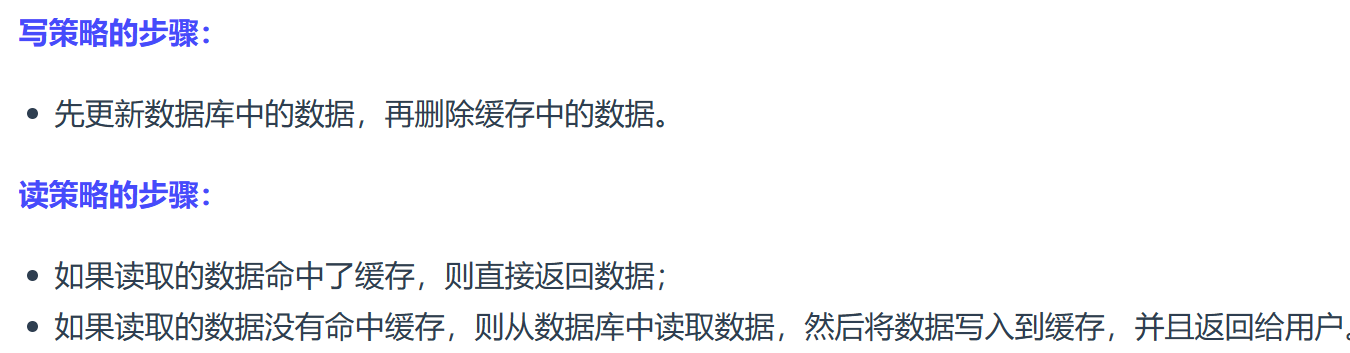 写策略的步骤：
先更新数据库中的数据，再删除缓存中的数据。
读策略的步骤：
如果读取的数据命中了缓存，则直接返回数据；
如果读取的数据没有命中缓存，则从数据库中读取数据，然后将数据写入到缓存，并且返回给用户。